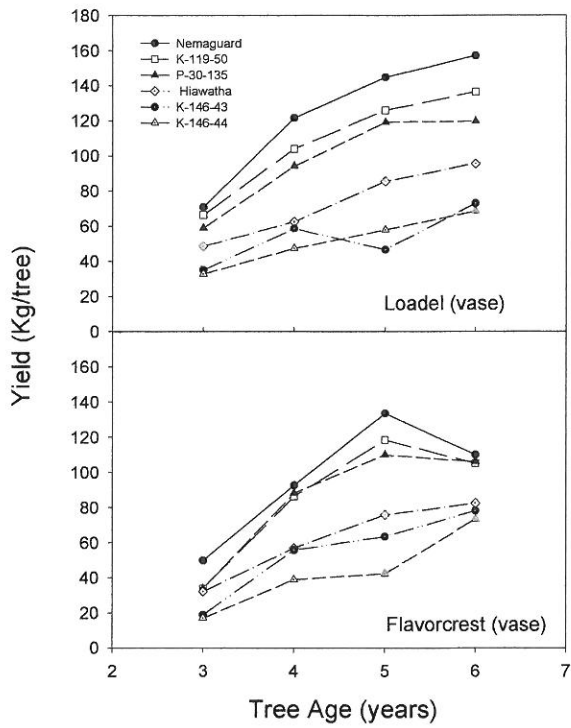 180
160
140
120
100
80
60
40
20
0
Nemaguard
K-119-50
P-30-135
Hiawatha
K-146-43
K-146-44
Loadel (vase)
Yield (Kg/tree)
160
140
120
100
80
60
40
20
0
Flavorcrest (vase)
2 3 4 5 6 7
Tree Age (years)